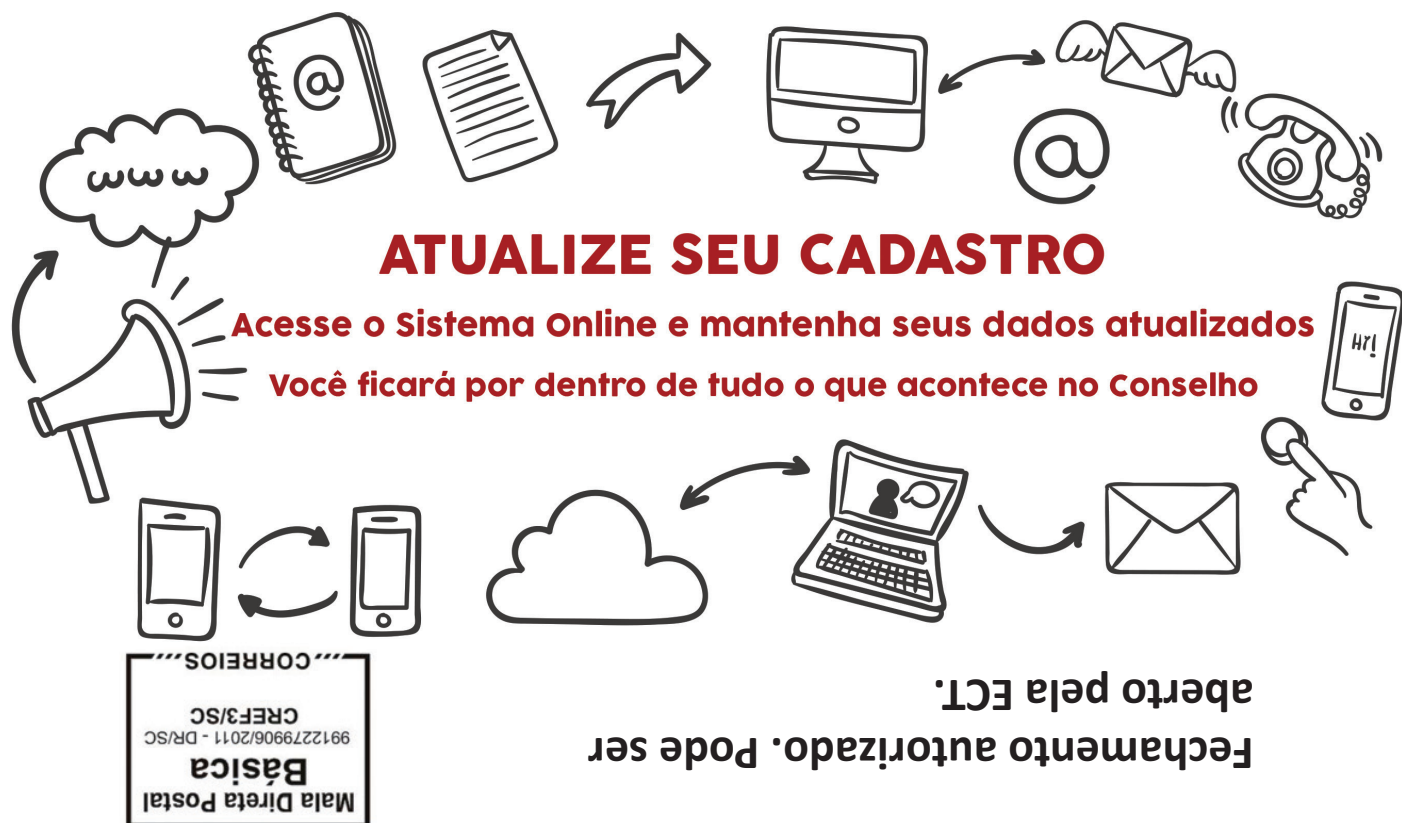 @
www
@
ATUALIZE SEU CADASTRO
Acesse o Sistema Online e mantenha seus dados atualizados
Você ficará por dentro de tudo o que acontece no Conselho
Hi!
Fechamento autorizado. Pode ser
aberto pela ECT.
Mala Direta Postal
Básica
9912279906/2011 - DR/SC
CREF3/SC
CORREIOS